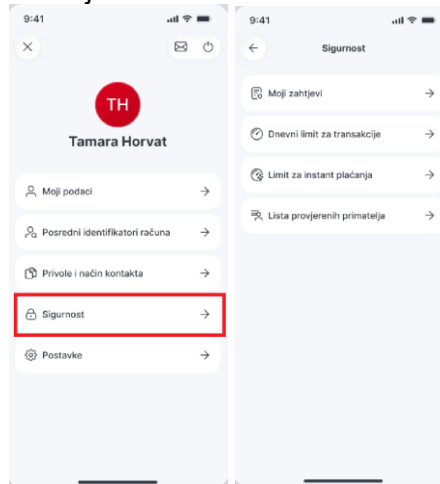 9:41
TH
Tamara Horvat
Moji podaci
Posredni identifikatori računa
Privole i način kontakta
Sigurnost
Postavke
9:41
Sigurnost
Moji zahtjevi
Dnevni limit za transakcije
Limit za instant plaćanja
Lista provjerenih primatelja